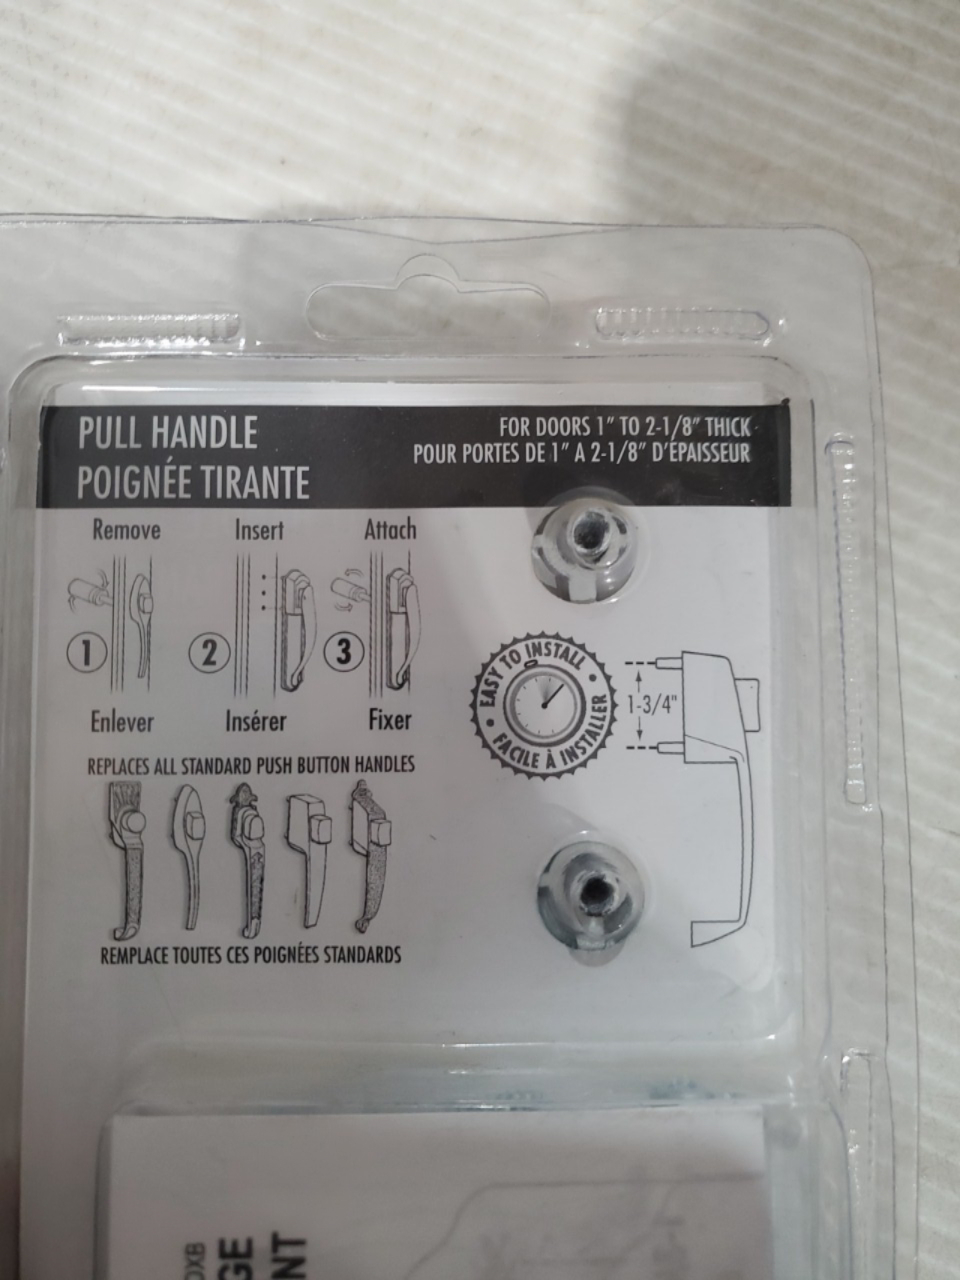 PULL HANDLE
POIGNÉE TIRANTE
FOR DOORS 1" TO 2-1/8" THICK
POUR PORTES DE 1" A 2-1/8" D'ÉPAISSEUR
Remove Insert Attach
1 2 3
Enlever Insérer Fixer
REPLACES ALL STANDARD PUSH BUTTON HANDLES
REMPLACE TOUTES CES POIGNÉES STANDARDS
EASY TO INSTALL
FACILE À INSTALLER
1-3/4"